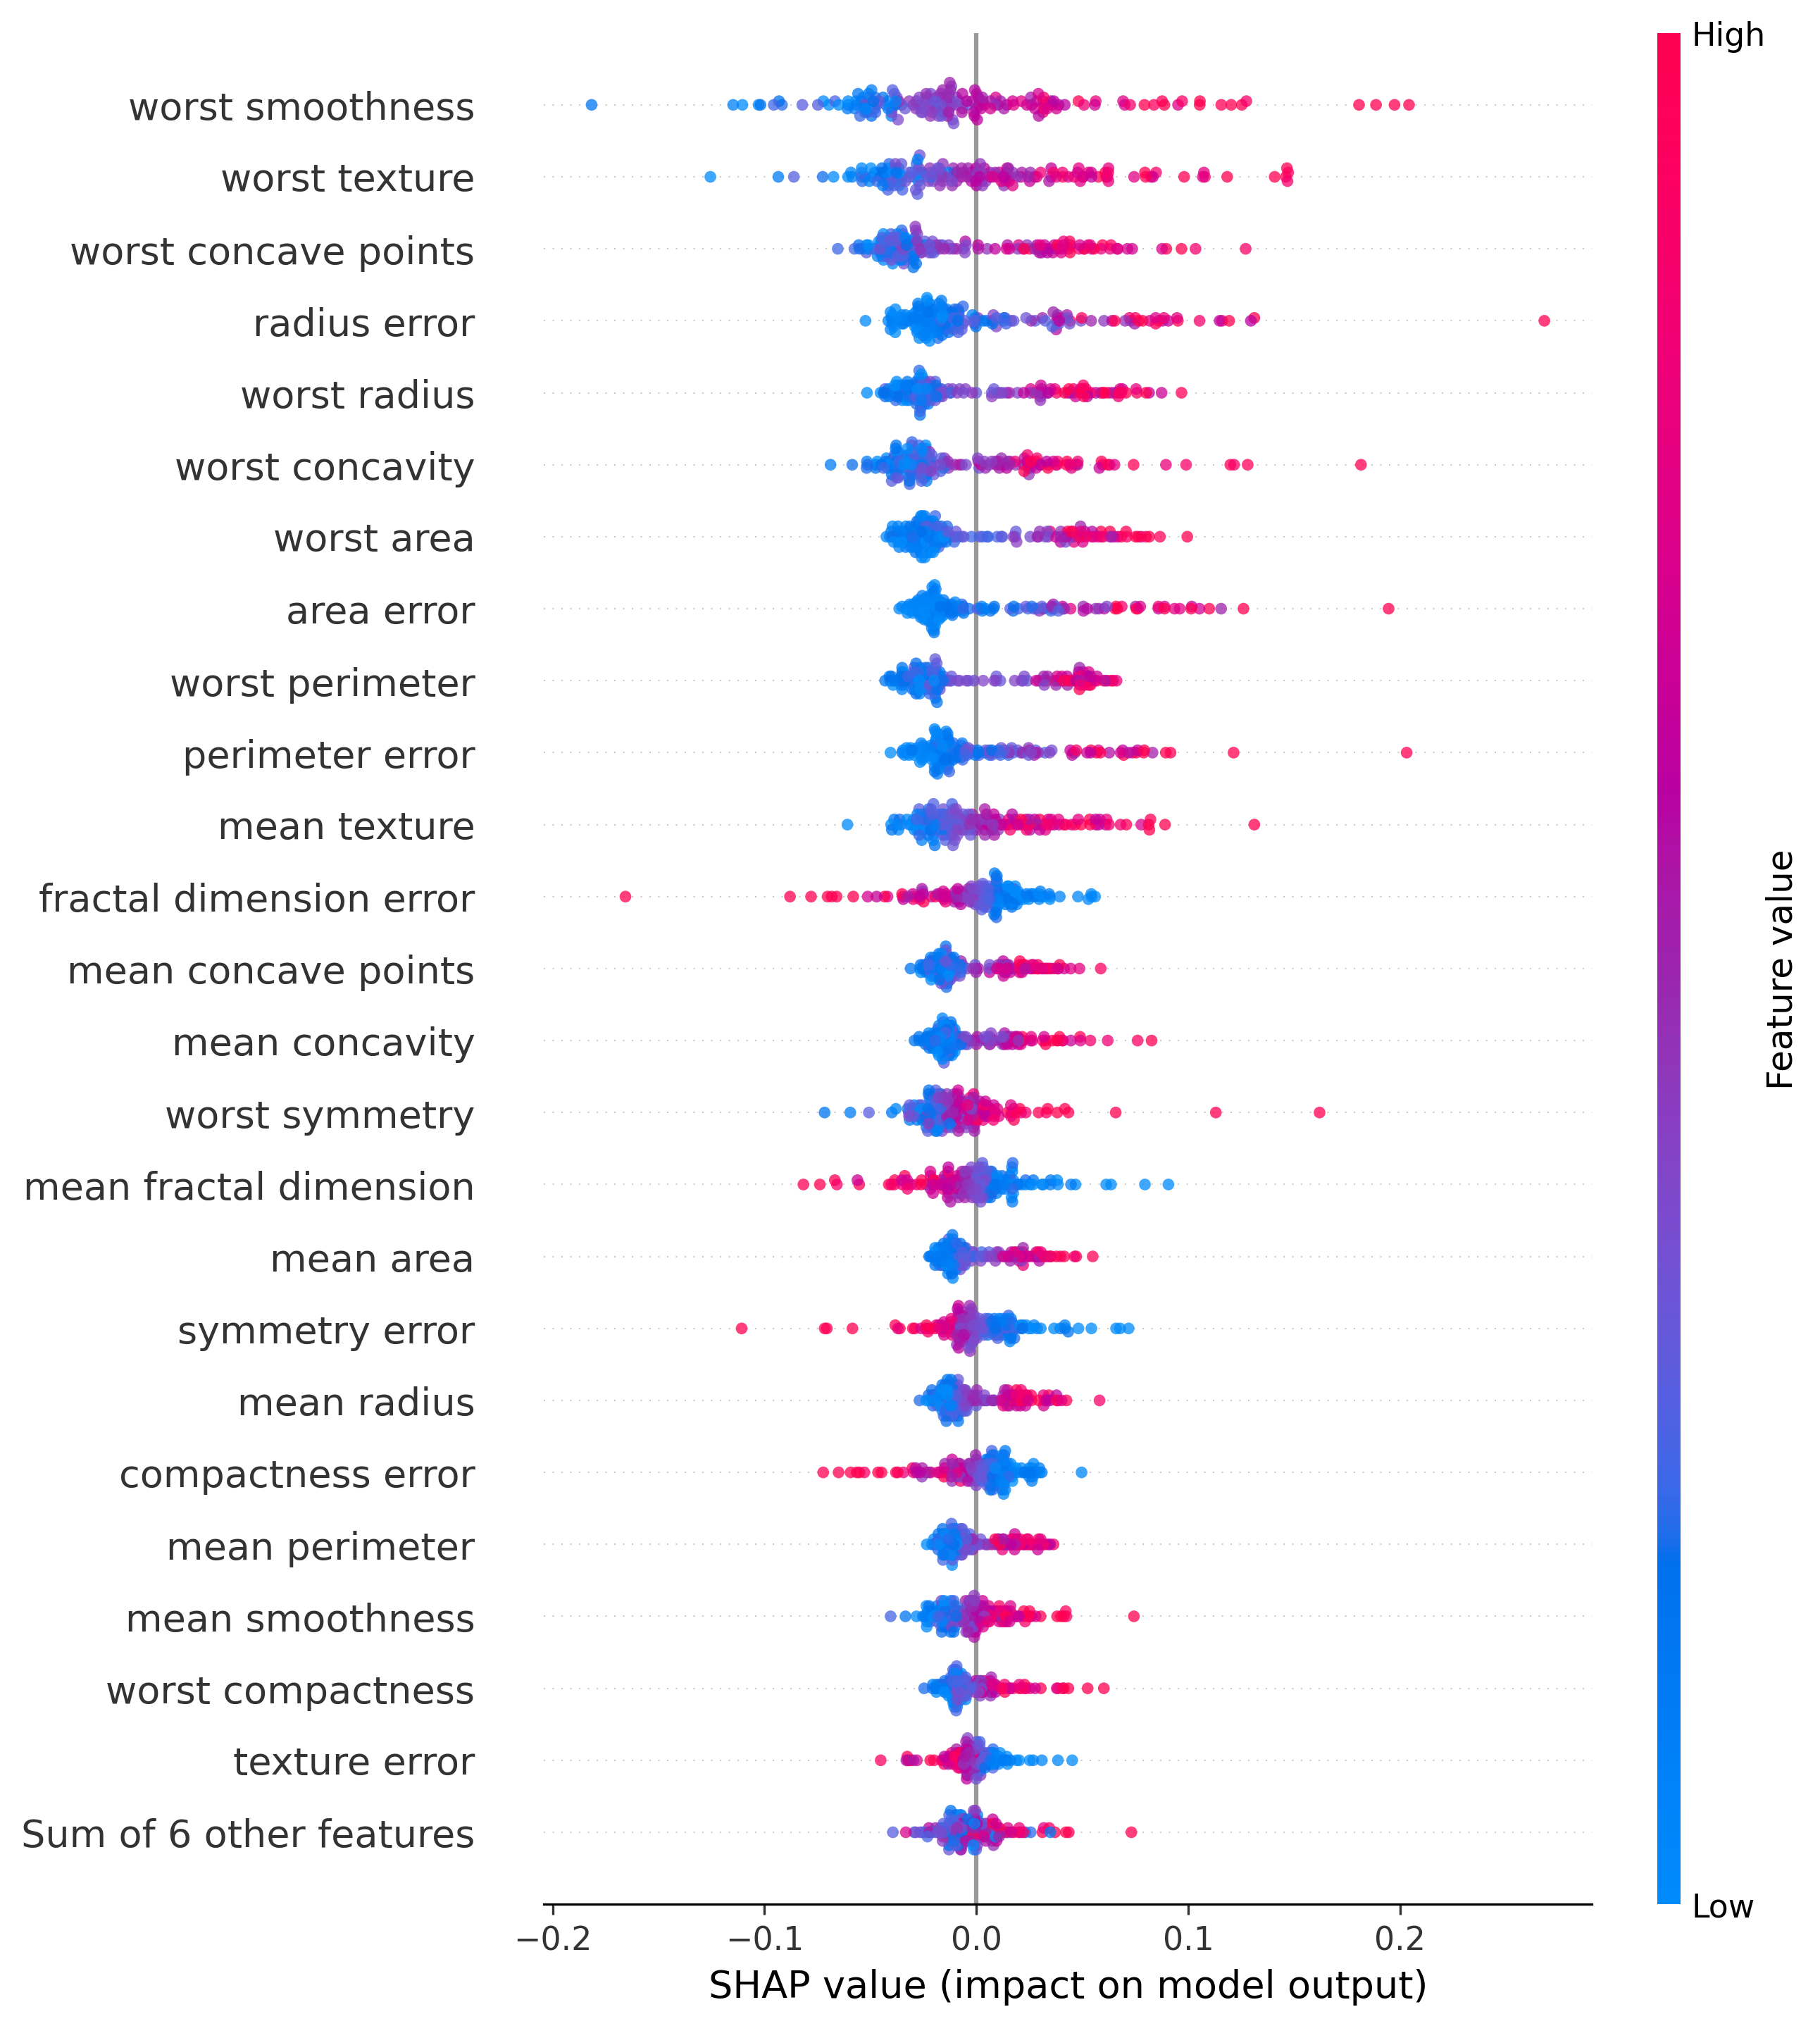 High
worst smoothness
worst texture
worst concave points
radius error
worst radius
worst concavity
worst area
area error
worst perimeter
perimeter error
mean texture
fractal dimension error
mean concave points
mean concavity
worst symmetry
mean fractal dimension
mean area
symmetry error
mean radius
compactness error
mean perimeter
mean smoothness
worst compactness
texture error
Sum of 6 other features
Feature value
Low
−0.2 −0.1 0.0 0.1 0.2
SHAP value (impact on model output)